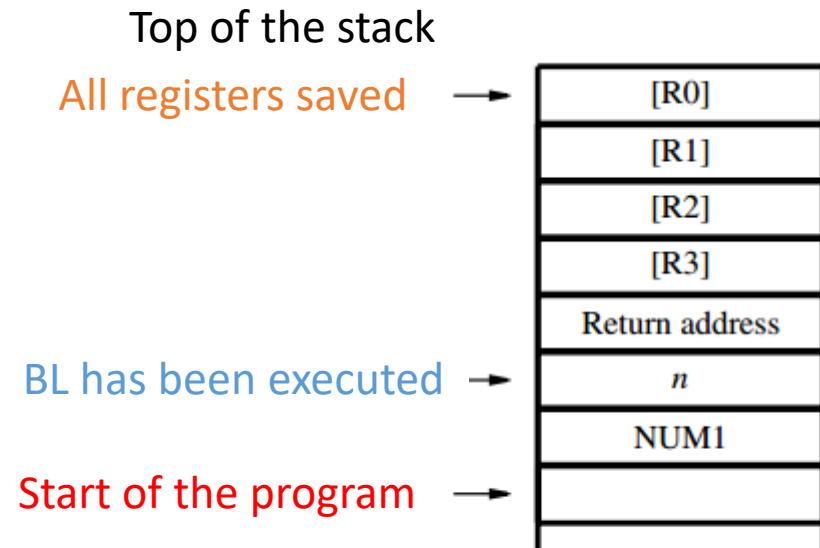 Top of the stack
All registers saved
[R0]
[R1]
[R2]
[R3]
Return address
BL has been executed
n
NUM1
Start of the program